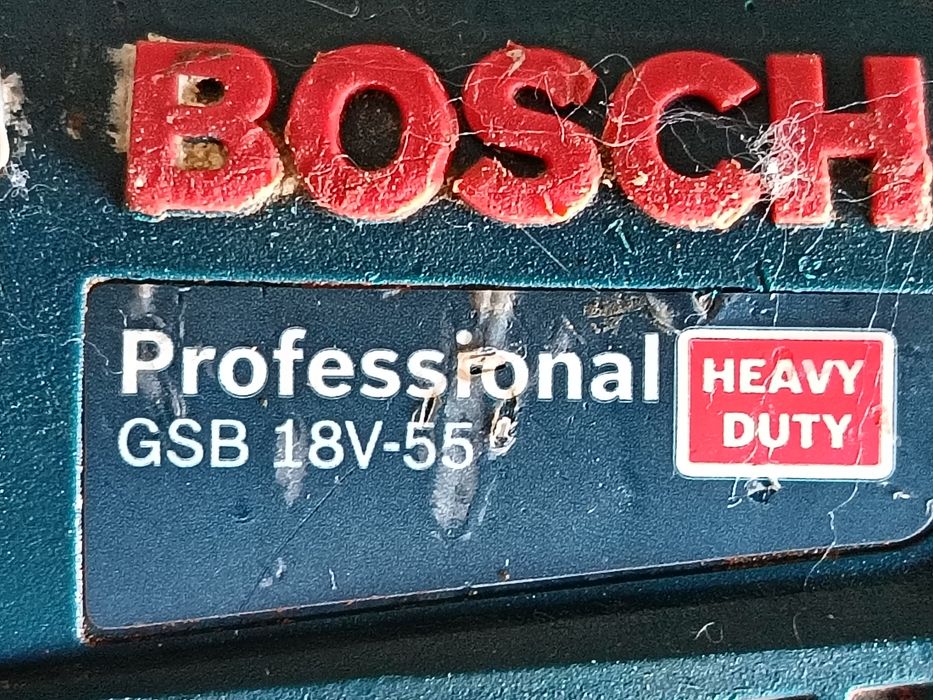 BOSCH
Professional
GSB 18V-55
HEAVY
DUTY